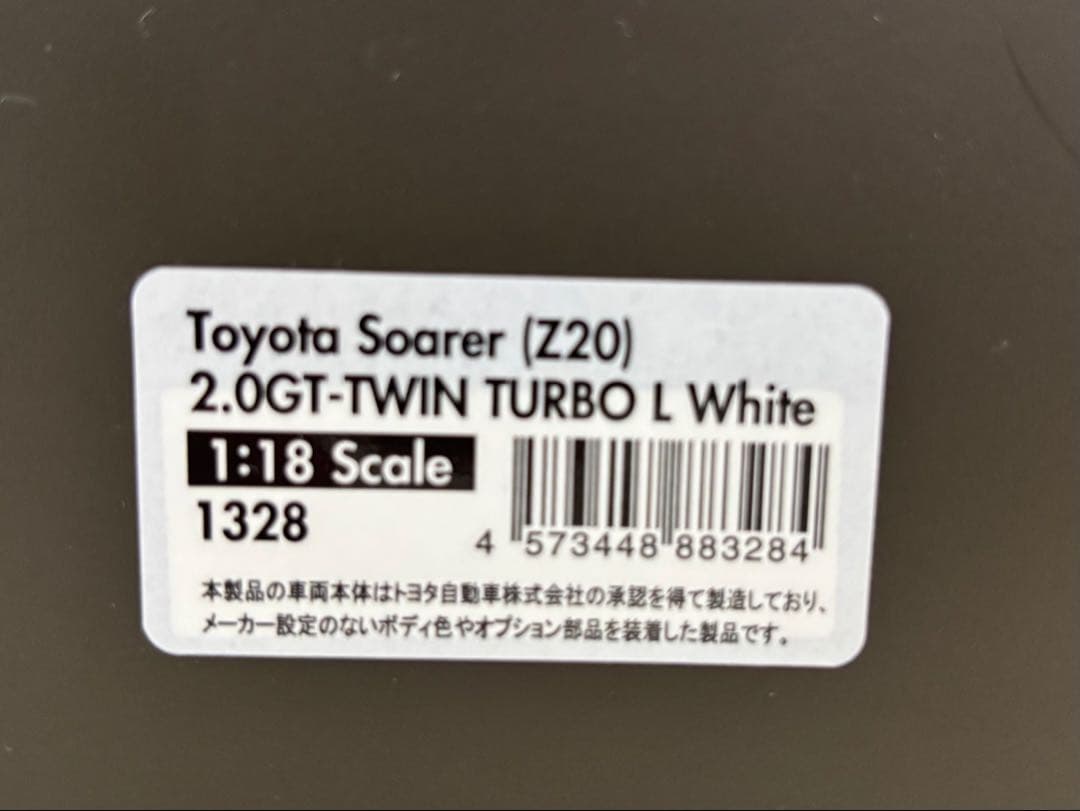 Toyota Soarer (Z20)
2.0GT-TWIN TURBO L White
1:18 Scale
1328
4 573448 883284
本製品の車両本体はトヨタ自動車株式会社の承認を得て製造しており、
メーカー設定のないボディ色やオプション部品を装着した製品です。